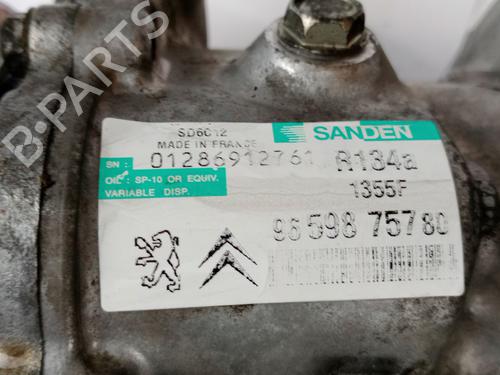 SD6C12
SANDEN
MADE IN FRANCE
SN: 01286912761 R134a
OIL: SP-10 OR EQUIV.
VARIABLE DISP.
1355F
96 598 757 80